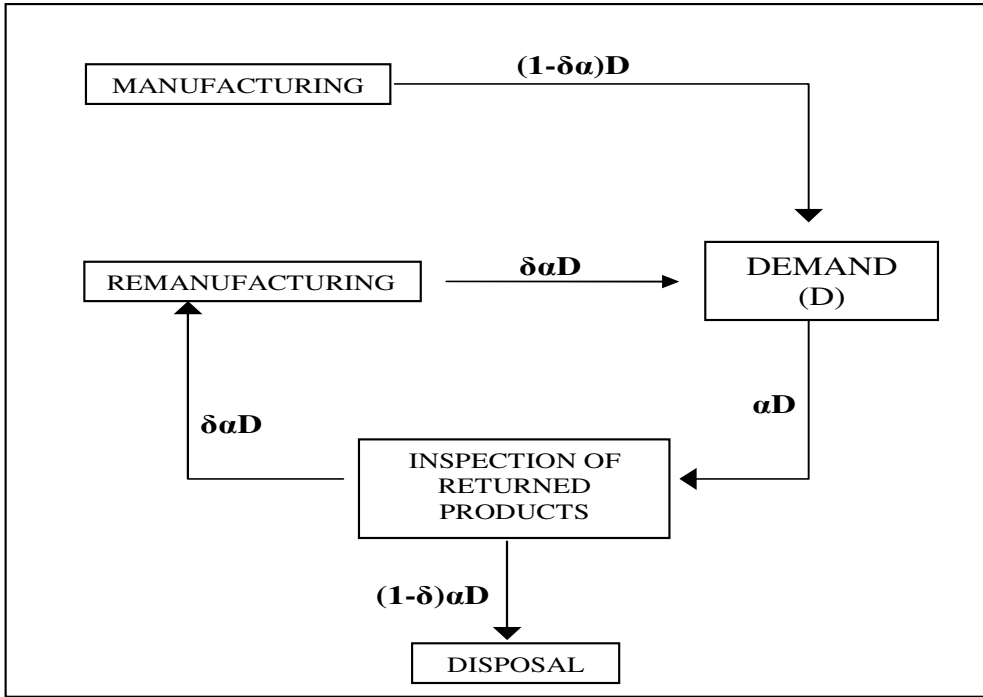 (1-δα)D
MANUFACTURING
REMANUFACTURING
δαD
DEMAND
(D)
αD
δαD
INSPECTION OF
RETURNED
PRODUCTS
(1-δ)αD
DISPOSAL